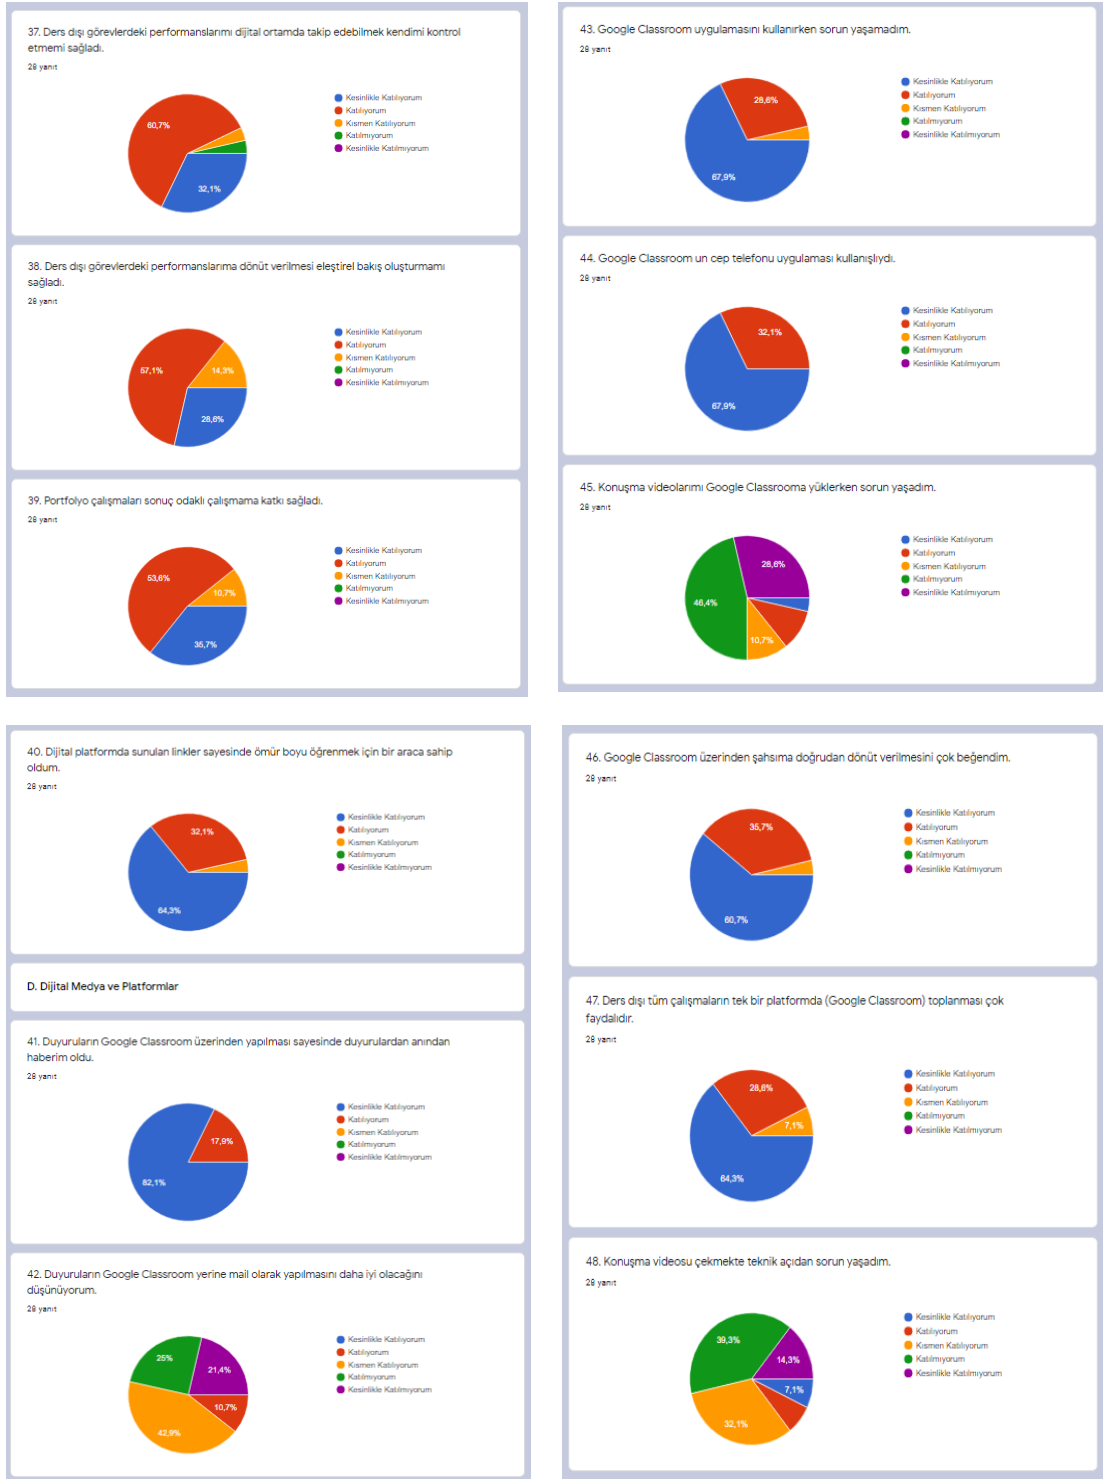 37. Ders dışı görevlerdeki performanslarımı dijital ortamda takip edebilmek kendimi kontrol
etmemi sağladı.
28 yanıt
60,7%
32,1%
Kesinlikle Katılıyorum
Katılıyorum
Kısmen Katılıyorum
Katılmıyorum
Kesinlikle Katılmıyorum
38. Ders dışı görevlerdeki performanslarıma dönüt verilmesi eleştirel bakış oluşturmamı
sağladı.
28 yanıt
57,1%
14,3%
28,6%
Kesinlikle Katılıyorum
Katılıyorum
Kısmen Katılıyorum
Katılmıyorum
Kesinlikle Katılmıyorum
39. Portfolyo çalışmaları sonuç odaklı çalışmama katkı sağladı.
28 yanıt
53,6%
10,7%
35,7%
Kesinlikle Katılıyorum
Katılıyorum
Kısmen Katılıyorum
Katılmıyorum
Kesinlikle Katılmıyorum
43. Google Classroom uygulamasını kullanırken sorun yaşamadım.
28 yanıt
28,6%
67,9%
Kesinlikle Katılıyorum
Katılıyorum
Kısmen Katılıyorum
Katılmıyorum
Kesinlikle Katılmıyorum
44. Google Classroom un cep telefonu uygulaması kullanışlıydı.
28 yanıt
32,1%
67,9%
Kesinlikle Katılıyorum
Katılıyorum
Kısmen Katılıyorum
Katılmıyorum
Kesinlikle Katılmıyorum
45. Konuşma videolarımı Google Classrooma yüklerken sorun yaşadım.
28 yanıt
28,6%
46,4%
10,7%
Kesinlikle Katılıyorum
Katılıyorum
Kısmen Katılıyorum
Katılmıyorum
Kesinlikle Katılmıyorum
40. Dijital platformda sunulan linkler sayesinde ömür boyu öğrenmek için bir araca sahip
oldum.
28 yanıt
32,1%
64,3%
Kesinlikle Katılıyorum
Katılıyorum
Kısmen Katılıyorum
Katılmıyorum
Kesinlikle Katılmıyorum
D. Dijital Medya ve Platformlar
41. Duyuruların Google Classroom üzerinden yapılması sayesinde duyurulardan anından
haberim oldu.
28 yanıt
17,9%
82,1%
Kesinlikle Katılıyorum
Katılıyorum
Kısmen Katılıyorum
Katılmıyorum
Kesinlikle Katılmıyorum
42. Duyuruların Google Classroom yerine mail olarak yapılmasını daha iyi olacağını
düşünüyorum.
28 yanıt
25%
21,4%
10,7%
42,9%
Kesinlikle Katılıyorum
Katılıyorum
Kısmen Katılıyorum
Katılmıyorum
Kesinlikle Katılmıyorum
46. Google Classroom üzerinden şahsıma doğrudan dönüt verilmesini çok beğendim.
28 yanıt
35,7%
60,7%
Kesinlikle Katılıyorum
Katılıyorum
Kısmen Katılıyorum
Katılmıyorum
Kesinlikle Katılmıyorum
47. Ders dışı tüm çalışmaların tek bir platformda (Google Classroom) toplanması çok
faydalıdır.
28 yanıt
28,6%
7,1%
64,3%
Kesinlikle Katılıyorum
Katılıyorum
Kısmen Katılıyorum
Katılmıyorum
Kesinlikle Katılmıyorum
48. Konuşma videosu çekmekte teknik açıdan sorun yaşadım.
28 yanıt
39,3%
14,3%
7,1%
32,1%
Kesinlikle Katılıyorum
Katılıyorum
Kısmen Katılıyorum
Katılmıyorum
Kesinlikle Katılmıyorum